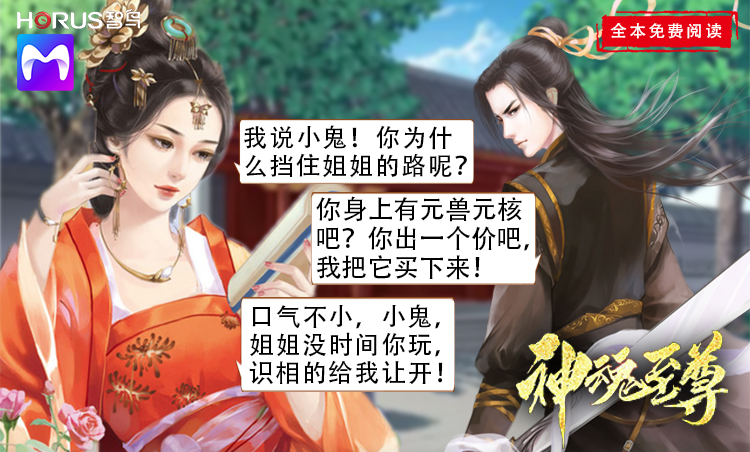 HORUS智鸟
全本免费阅读
我说小鬼！你为什
么挡住姐姐的路呢？
你身上有元兽元核
吧？你出一个价吧，
我把它买下来！
口气不小，小鬼，
姐姐没时间你玩，
识相的给我让开！
神魂至尊